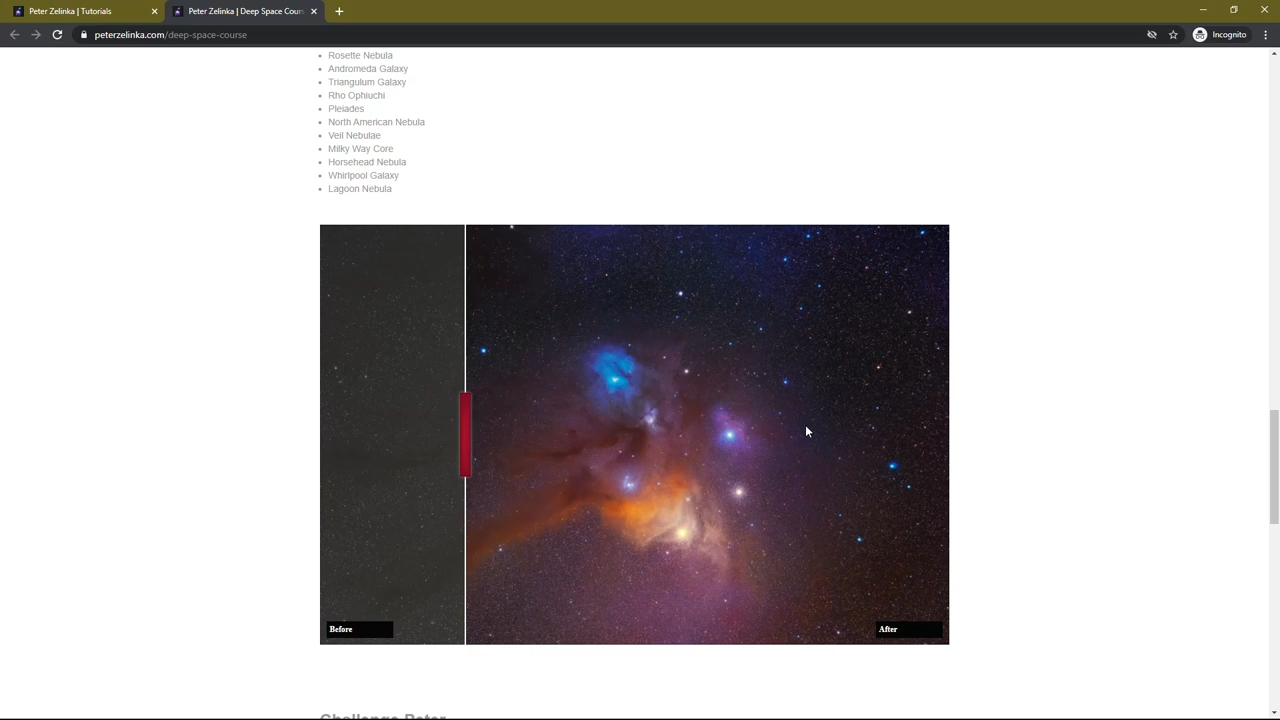 Peter Zelinka | Tutorials
Peter Zelinka | Deep Space Cour
peterzelinka.com/deep-space-course
Incognito
Rosette Nebula
Andromeda Galaxy
Triangulum Galaxy
Rho Ophiuchi
Pleiades
North American Nebula
Veil Nebulae
Milky Way Core
Horsehead Nebula
Whirlpool Galaxy
Lagoon Nebula
Before
After
Challenge Peter